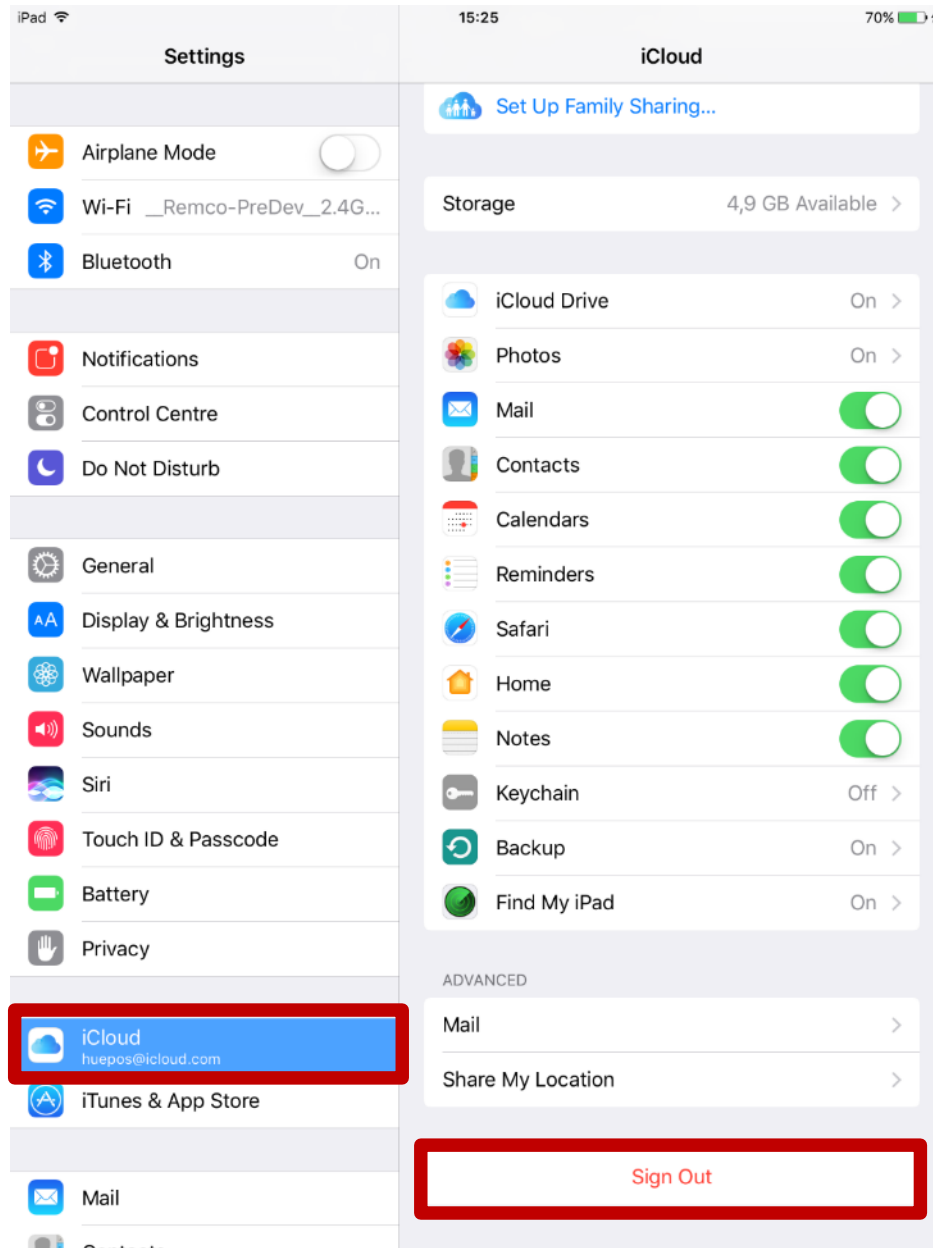 iPad
15:25
70%
Settings
iCloud
Airplane Mode
Wi-Fi __Remco-PreDev__2.4G...
Bluetooth On
Notifications
Control Centre
Do Not Disturb
General
AA Display & Brightness
Wallpaper
Sounds
Siri
Touch ID & Passcode
Battery
Privacy
iCloud
huepos@icloud.com
iTunes & App Store
Mail
Set Up Family Sharing...
Storage 4,9 GB Available
iCloud Drive On
Photos On
Mail
Contacts
Calendars
Reminders
Safari
Home
Notes
Keychain Off
Backup On
Find My iPad On
ADVANCED
Mail
Share My Location
Sign Out